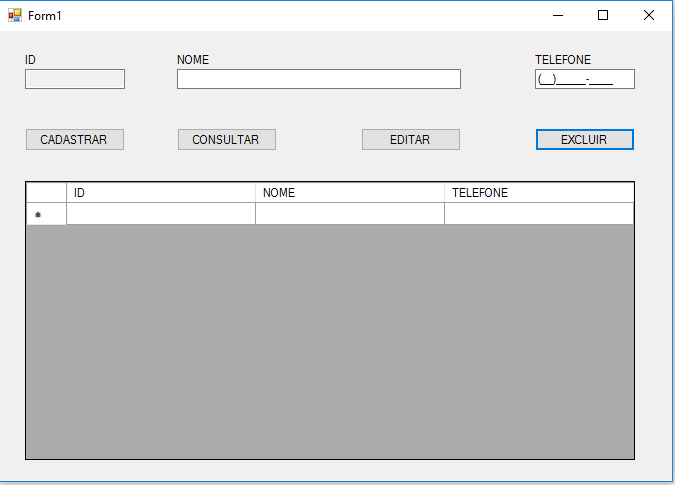 Form1
ID NOME TELEFONE
(__)_____-____
CADASTRAR CONSULTAR EDITAR EXCLUIR
ID NOME TELEFONE